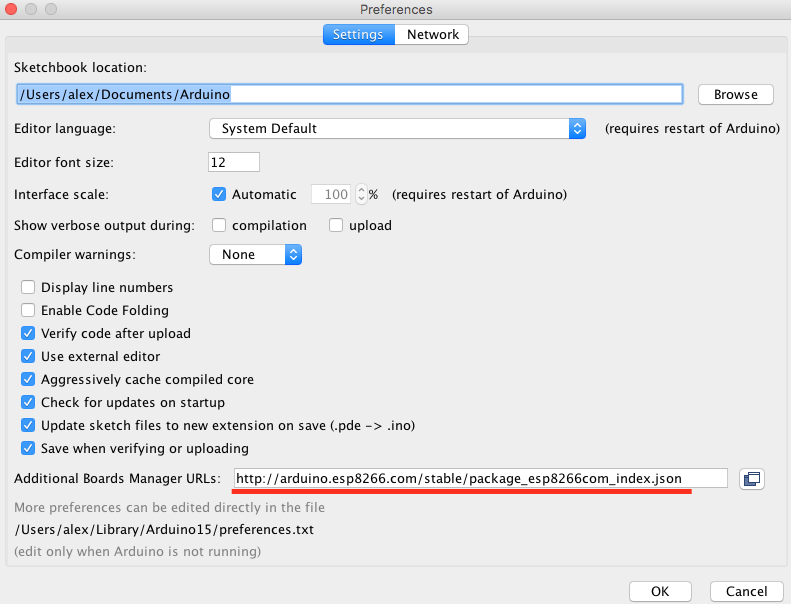 Preferences
Settings Network
Sketchbook location:
/Users/alex/Documents/Arduino Browse
Editor language: System Default (requires restart of Arduino)
Editor font size: 12
Interface scale: Automatic 100 % (requires restart of Arduino)
Show verbose output during: compilation upload
Compiler warnings: None
Display line numbers
Enable Code Folding
Verify code after upload
Use external editor
Aggressively cache compiled core
Check for updates on startup
Update sketch files to new extension on save (.pde -> .ino)
Save when verifying or uploading
Additional Boards Manager URLs: http://arduino.esp8266.com/stable/package_esp8266com_index.json
More preferences can be edited directly in the file
/Users/alex/Library/Arduino15/preferences.txt
(edit only when Arduino is not running)
OK Cancel